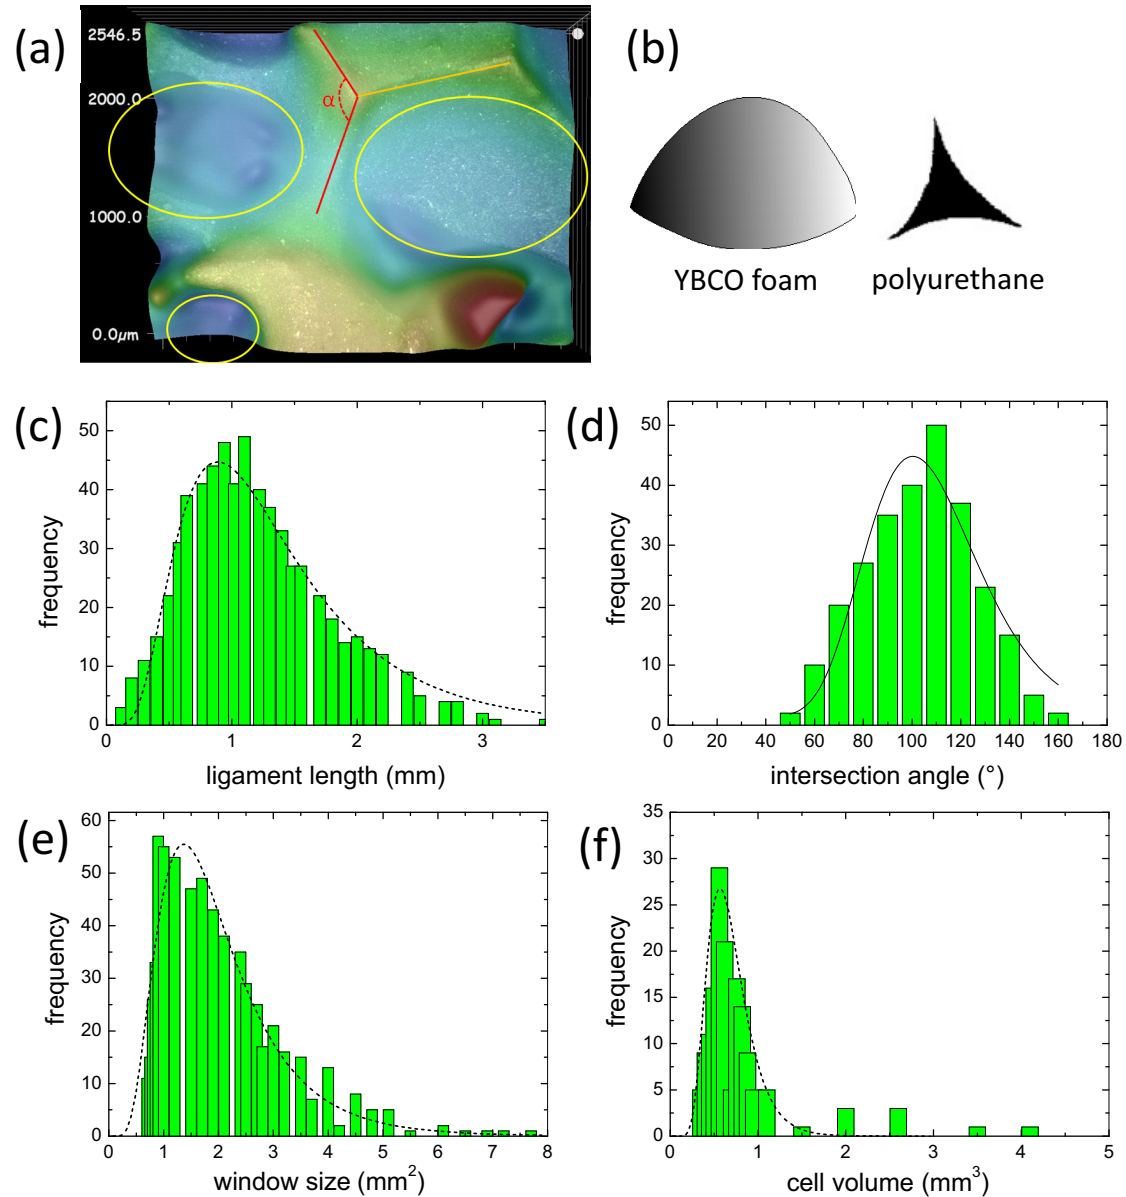 (a)
2546.5
2000.0
1000.0
0.0µm
α
(b)
YBCO foam
polyurethane
(c)
50
40
30
20
10
0
0
1
2
3
frequency
ligament length (mm)
(d)
50
40
30
20
10
0
0 20 40 60 80 100 120 140 160 180
frequency
intersection angle (°)
(e)
60
50
40
30
20
10
0
0 1 2 3 4 5 6 7 8
frequency
window size (mm²)
(f)
35
30
25
20
15
10
5
0
0 1 2 3 4 5
frequency
cell volume (mm³)